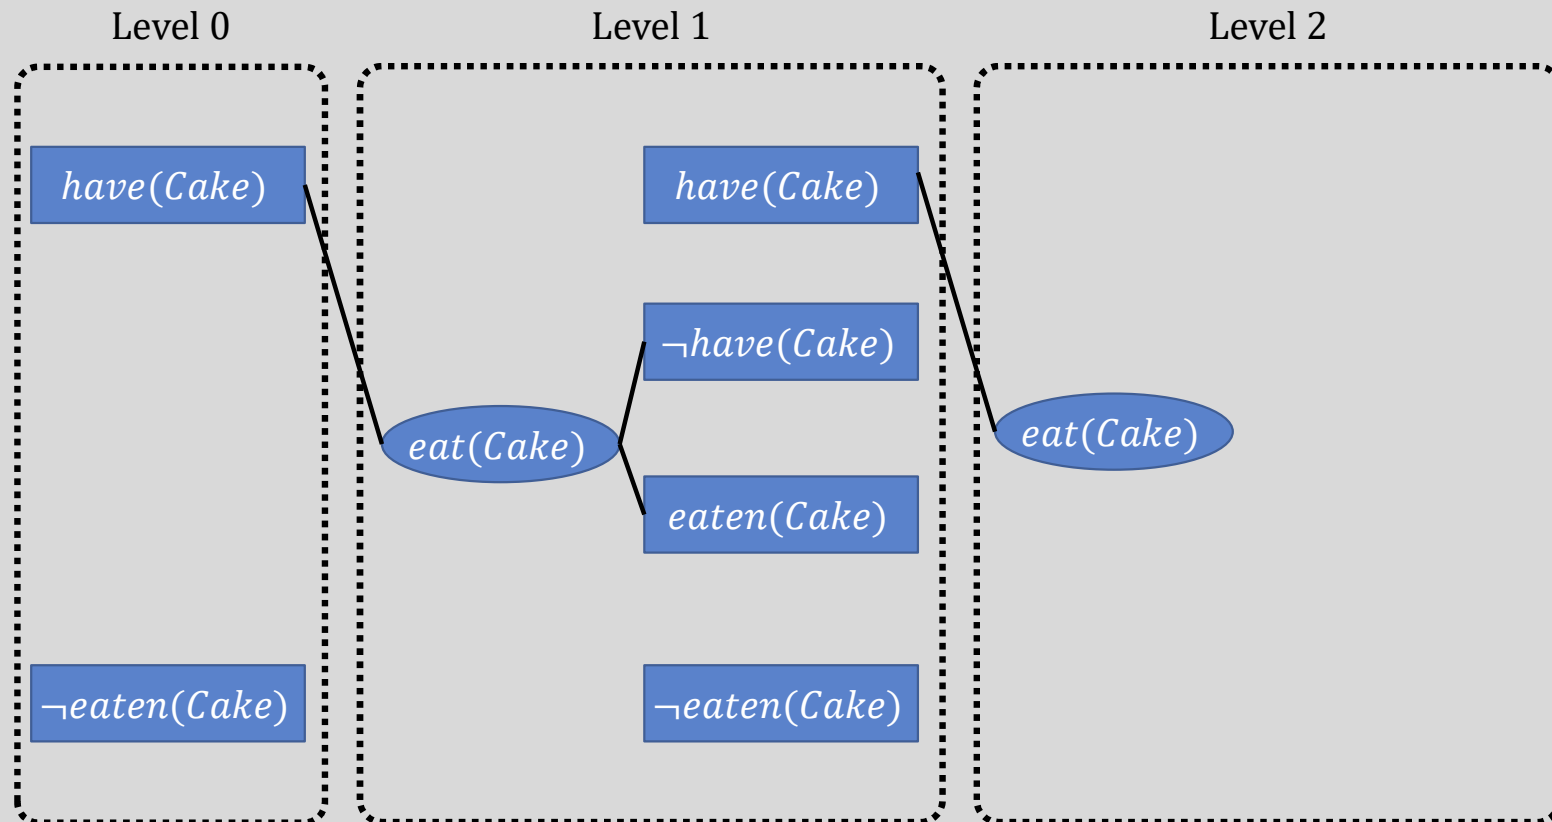 Level 0
Level 1
Level 2
have(Cake)
have(Cake)
¬have(Cake)
eat(Cake)
eat(Cake)
eaten(Cake)
¬eaten(Cake)
¬eaten(Cake)